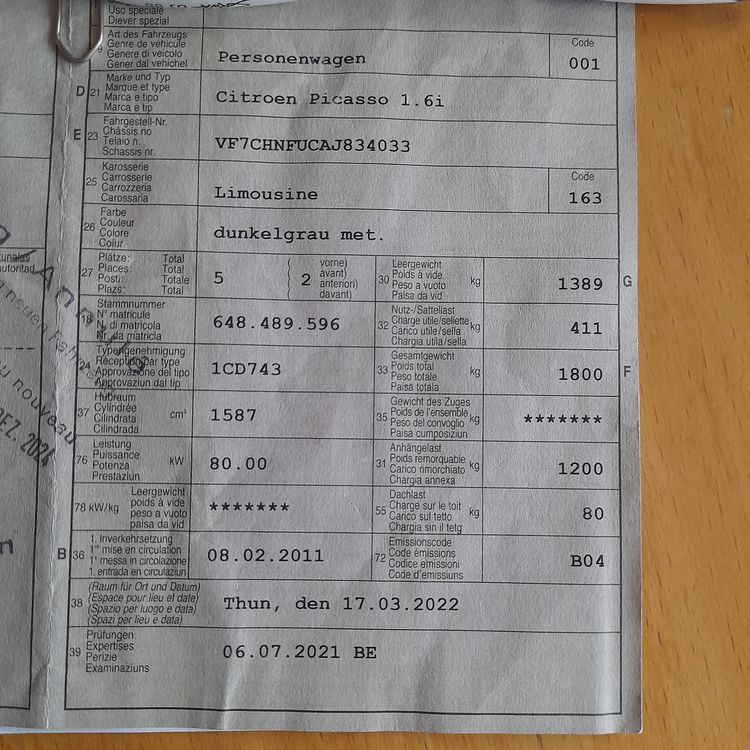 Uso speciale
Diever spezial
Art des Fahrzeugs
Genre de véhicule
Genere di veicolo
Gener dal vehichel
Personenwagen
Code
001
D 21 Marke und Typ
Marque et type
Marca e tipo
Marca e tip
Citroen Picasso 1.6i
E 23 Fahrgestell-Nr.
Châssis no
Telaio n.
Schassis nr.
VF7CHNFUCAJ834033
25 Karosserie
Carrosserie
Carrozzeria
Carossaria
Limousine
Code
163
26 Farbe
Couleur
Colore
Colur
dunkelgrau met.
27 Plätze: Total
Places: Total
Posti: Totale
Plazs: Total
5
2
vorne)
avant)
anteriori)
davant)
30 Leergewicht
Poids à vide
Peso a vuoto
Paisa da vid
kg
1389 G
Stammnummer
N° matricule
N. di matricola
Nr. da matricla
648.489.596
32 Nutz-/Sattellast
Charge utile/sellette
Carico utile/sella
Chargia utila/sella
kg
411
Typengenehmigung
Réception par type
Approvazione del tipo
Approvaziun dal tip
1CD743
33 Gesamtgewicht
Poids total
Peso totale
Paisa totala
kg
1800 F
37 Hubraum
Cylindrée
Cilindrata
Cilindrada
cm³
1587
35 Gewicht des Zuges
Poids de l'ensemble
Peso del convoglio
Paisa cumposiziun
kg
*******
76 Leistung
Puissance
Potenza
Prestaziun
kW
80.00
31 Anhängelast
Poids remorquable
Carico rimorchiato
Chargia annexa
kg
1200
78 kW/kg Leergewicht
poids à vide
peso a vuoto
paisa da vid
*******
55 Dachlast
Charge sur le toit
Carico sul tetto
Chargia sin il tetg
kg
80
B 36 1. Inverkehrsetzung
1re mise en circulation
1a messa in circolazione
1. entrada en circulaziun
08.02.2011
72 Emissionscode
Code émissions
Codice emissioni
Code d'emissiuns
B04
38 (Raum für Ort und Datum)
(Espace pour lieu et date)
(Spazio per luogo e data)
(Spazi per lieu e data)
Thun, den 17.03.2022
39 Prüfungen
Expertises
Perizie
Examinaziuns
06.07.2021 BE
nouveau
DEZ. 2024